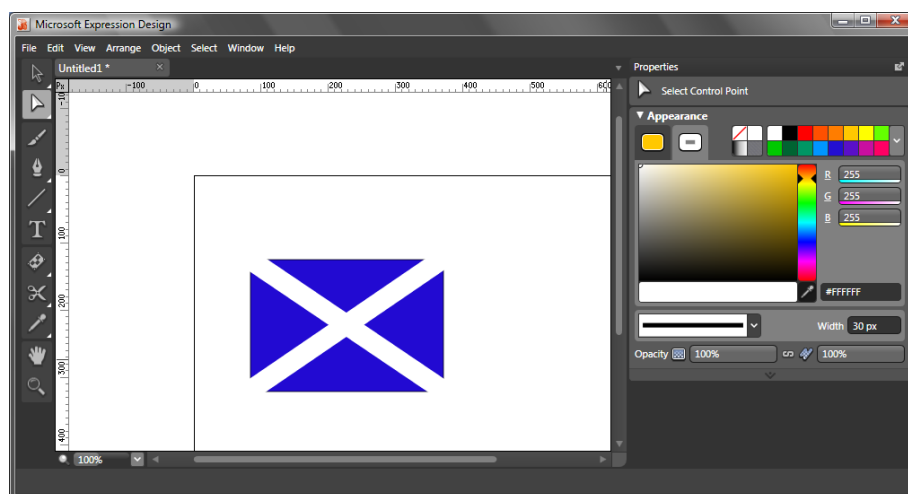 Microsoft Expression Design
File Edit View Arrange Object Select Window Help
Untitled1 *
Properties
Px
-100 0 100 200 300 400 500 600
Select Control Point
-100
Appearance
R 255
0
G 255
B 255
T
100
200
#FFFFFF
Width 30 px
Opacity 100% 100%
300
400
100%